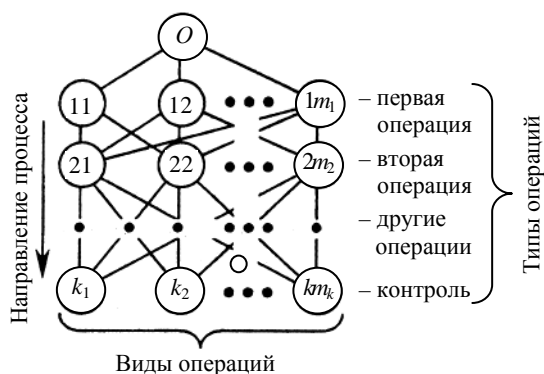 O
11 12 1m₁ – первая
операция
21 22 2m₂ – вторая
операция
– другие
операции
k₁ k₂ kmₖ – контроль
Направление процесса
Типы операций
Виды операций